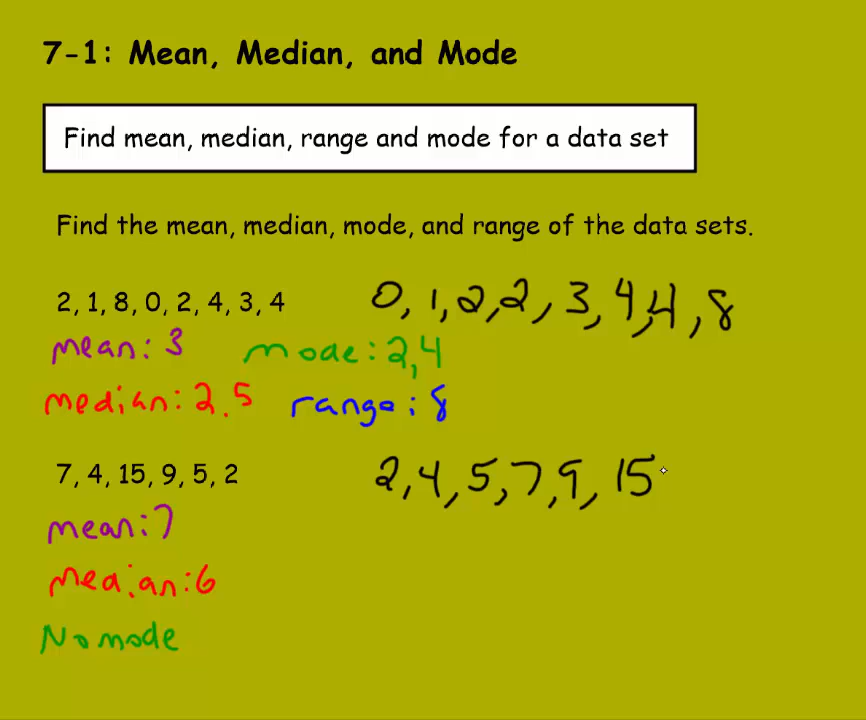 7-1: Mean, Median, and Mode
Find mean, median, range and mode for a data set
Find the mean, median, mode, and range of the data sets.
2, 1, 8, 0, 2, 4, 3, 4
0, 1, 2, 2, 3, 4, 4, 8
mean: 3
mode: 2,4
median: 2.5
range: 8
7, 4, 15, 9, 5, 2
2, 4, 5, 7, 9, 15
mean: 7
median: 6
No mode